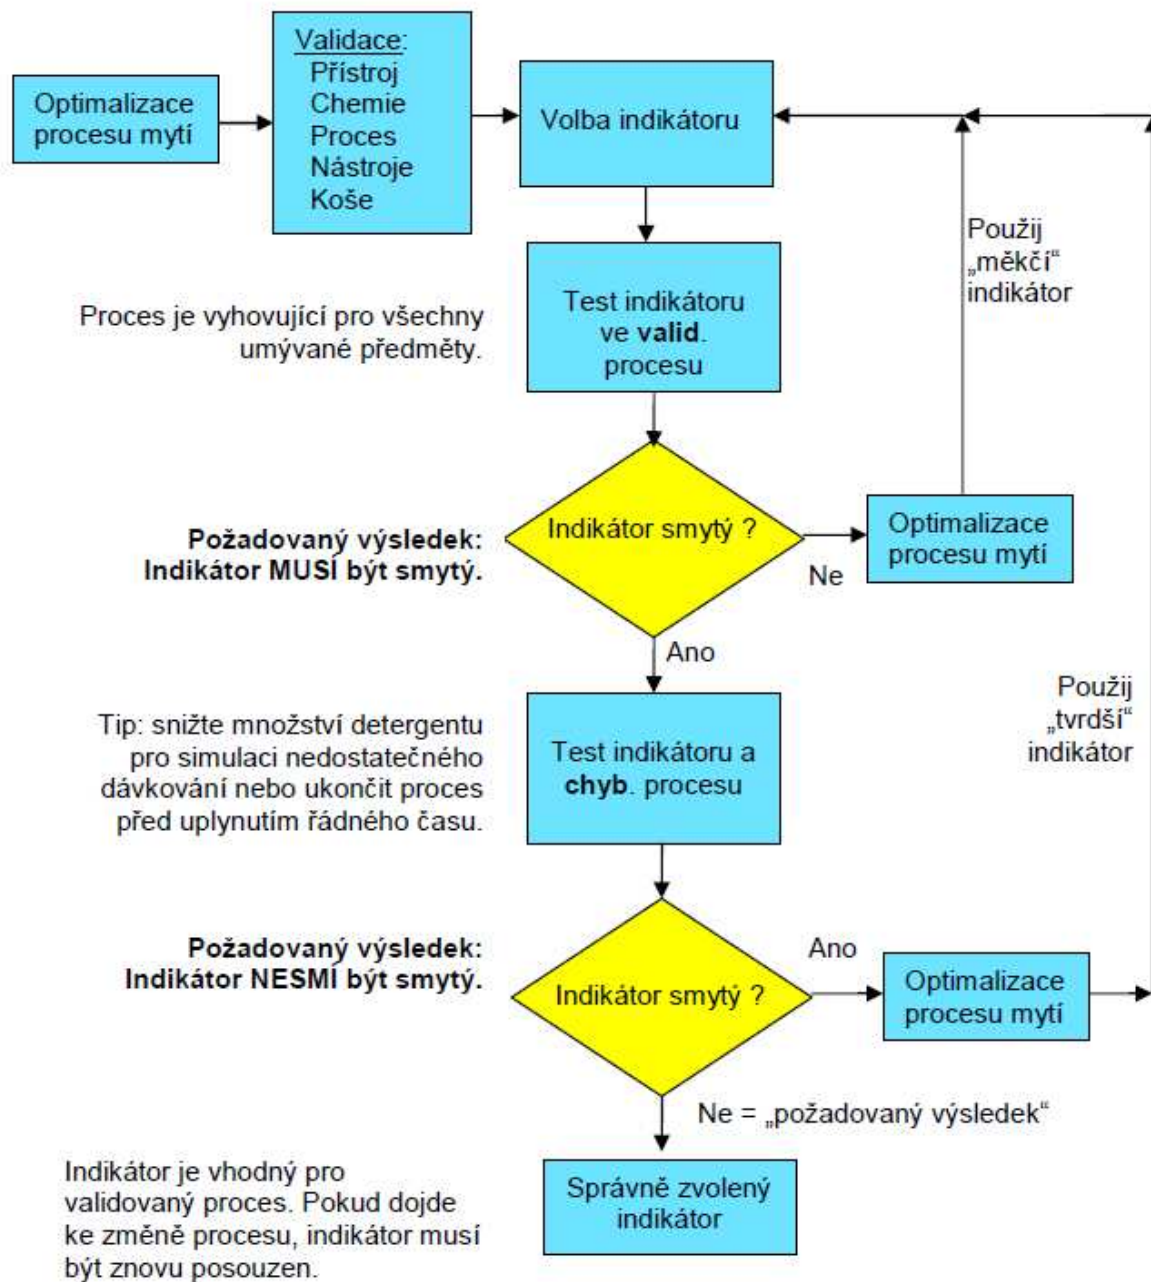 Optimalizace
procesu mytí
Validace:
Přístroj
Chemie
Proces
Nástroje
Koše
Volba indikátoru
Použij
„měkčí“
indikátor
Proces je vyhovující pro všechny
umývané předměty.
Test indikátoru
ve valid.
procesu
Požadovaný výsledek:
Indikátor MUSÍ být smytý.
Indikátor smytý ?
Ne
Optimalizace
procesu mytí
Ano
Použij
„tvrdší“
indikátor
Tip: snižte množství detergentu
pro simulaci nedostatečného
dávkování nebo ukončit proces
před uplynutím řádného času.
Test indikátoru a
chyb. procesu
Požadovaný výsledek:
Indikátor NESMÍ být smytý.
Indikátor smytý ?
Ano
Optimalizace
procesu mytí
Ne = „požadovaný výsledek“
Indikátor je vhodný pro
validovaný proces. Pokud dojde
ke změně procesu, indikátor musí
být znovu posouzen.
Správně zvolený
indikátor